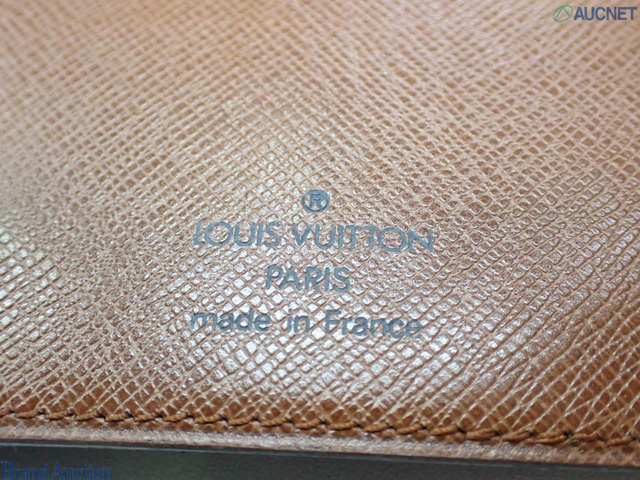 AUCNET
®
LOUIS VUITTON
PARIS
made in France
Brand Auction